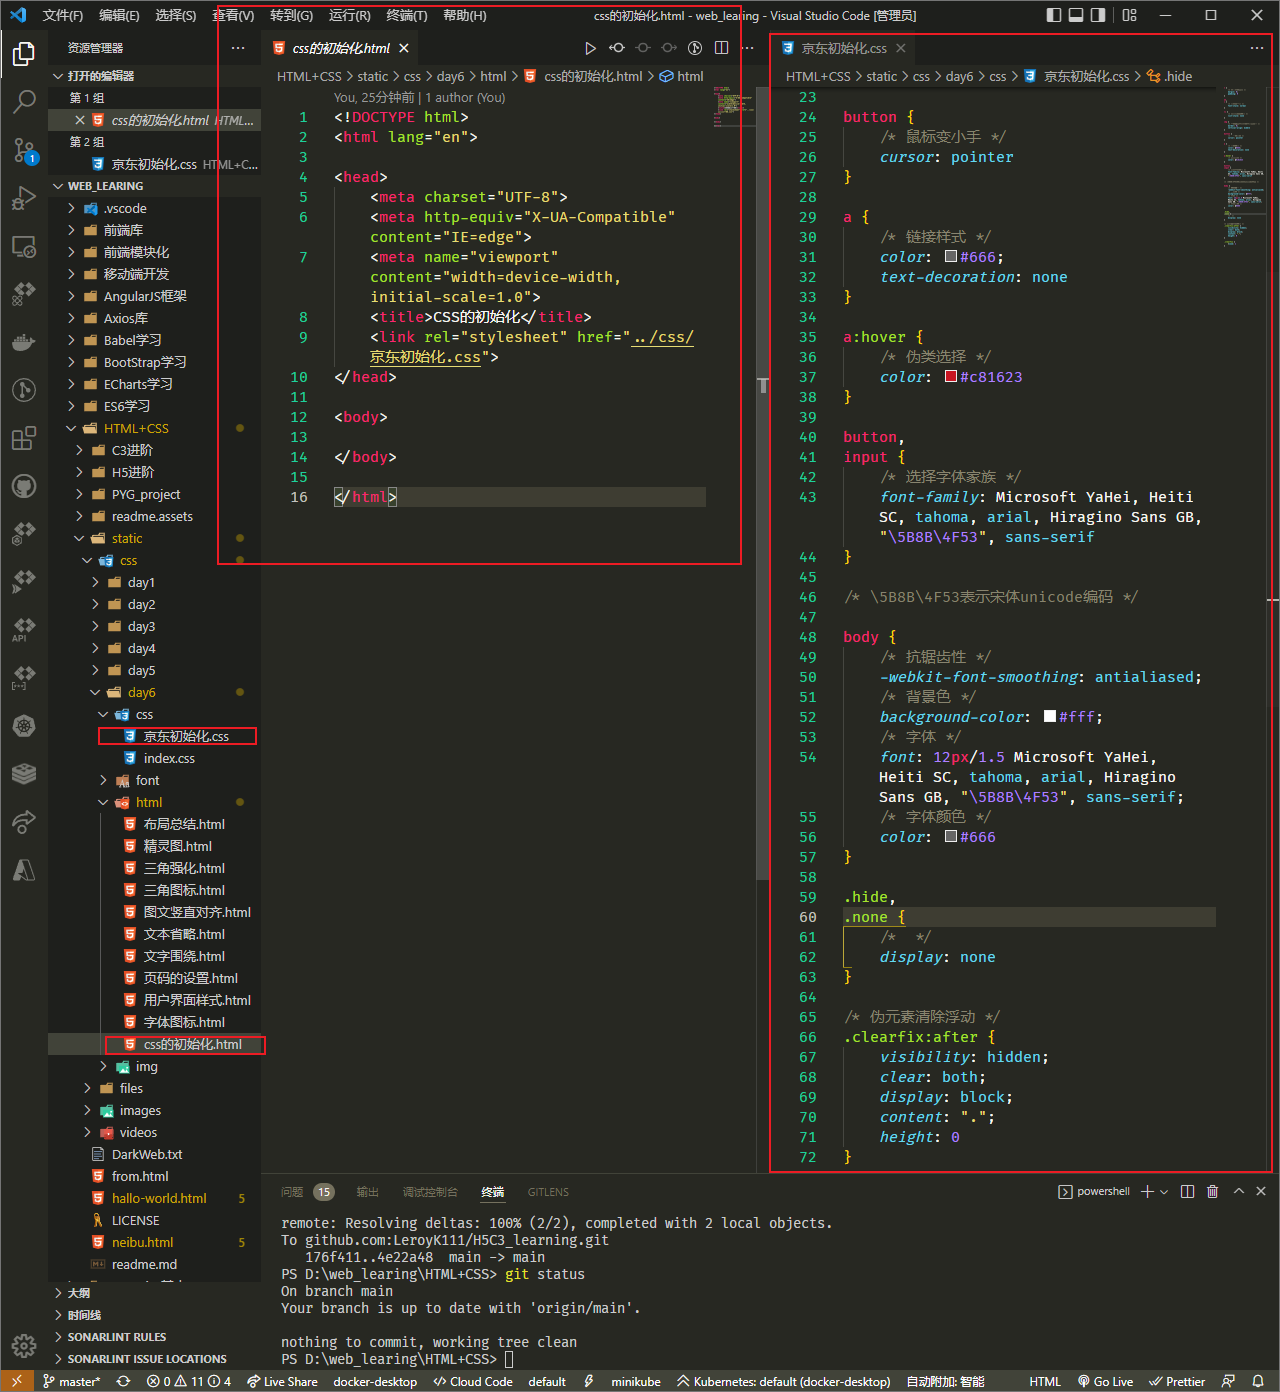 文件(F) 编辑(E) 选择(S) 查看(V) 转到(G) 运行(R) 终端(T) 帮助(H) css的初始化.html - web_learing - Visual Studio Code [管理员]
资源管理器
打开的编辑器
第 1 组
css的初始化.html HTML...
第 2 组
京东初始化.css HTML+C...
WEB_LEARING
.vscode
前端库
前端模块化
移动端开发
AngularJS框架
Axios库
Babel学习
BootStrap学习
ECharts学习
ES6学习
HTML+CSS
C3进阶
H5进阶
PYG_project
readme.assets
static
css
day1
day2
day3
day4
day5
day6
css
京东初始化.css
index.css
font
html
布局总结.html
精灵图.html
三角强化.html
三角图标.html
图文竖直对齐.html
文本省略.html
文字围绕.html
页码的设置.html
用户界面样式.html
字体图标.html
css的初始化.html
img
files
images
videos
DarkWeb.txt
from.html
hallo-world.html 5
LICENSE
neibu.html 5
readme.md
大纲
时间线
SONARLINT RULES
SONARLINT ISSUE LOCATIONS
1
API
css的初始化.html
HTML+CSS > static > css > day6 > html > css的初始化.html > html
You, 25分钟前 | 1 author (You)
1 <!DOCTYPE html>
2 <html lang="en">
3
4 <head>
5 <meta charset="UTF-8">
6 <meta http-equiv="X-UA-Compatible"
content="IE=edge">
7 <meta name="viewport"
content="width=device-width,
initial-scale=1.0">
8 <title>CSS的初始化</title>
9 <link rel="stylesheet" href="../css/
京东初始化.css">
10 </head>
11
12 <body>
13
14 </body>
15
16 </html>
京东初始化.css
HTML+CSS > static > css > day6 > css > 京东初始化.css > .hide
23
24 button {
25 /* 鼠标变小手 */
26 cursor: pointer
27 }
28
29 a {
30 /* 链接样式 */
31 color: #666;
32 text-decoration: none
33 }
34
35 a:hover {
36 /* 伪类选择 */
37 color: #c81623
38 }
39
40 button,
41 input {
42 /* 选择字体家族 */
43 font-family: Microsoft YaHei, Heiti
SC, tahoma, arial, Hiragino Sans GB,
"\5B8B\4F53", sans-serif
44 }
45
46 /* \5B8B\4F53表示宋体unicode编码 */
47
48 body {
49 /* 抗锯齿性 */
50 -webkit-font-smoothing: antialiased;
51 /* 背景色 */
52 background-color: #fff;
53 /* 字体 */
54 font: 12px/1.5 Microsoft YaHei,
Heiti SC, tahoma, arial, Hiragino
Sans GB, "\5B8B\4F53", sans-serif;
55 /* 字体颜色 */
56 color: #666
57 }
58
59 .hide,
60 .none {
61 /* */
62 display: none
63 }
64
65 /* 伪元素清除浮动 */
66 .clearfix:after {
67 visibility: hidden;
68 clear: both;
69 display: block;
70 content: ".";
71 height: 0
72 }
问题 15 输出 调试控制台 终端 GITLENS powershell
remote: Resolving deltas: 100% (2/2), completed with 2 local objects.
To github.com:LeroyK111/H5C3_learning.git
176f411..4e22a48 main -> main
PS D:\web_learing\HTML+CSS> git status
On branch main
Your branch is up to date with 'origin/main'.
nothing to commit, working tree clean
PS D:\web_learing\HTML+CSS>
master* 0 11 4 Live Share docker-desktop Cloud Code default minikube Kubernetes: default (docker-desktop) 自动附加: 智能 HTML Go Live Prettier